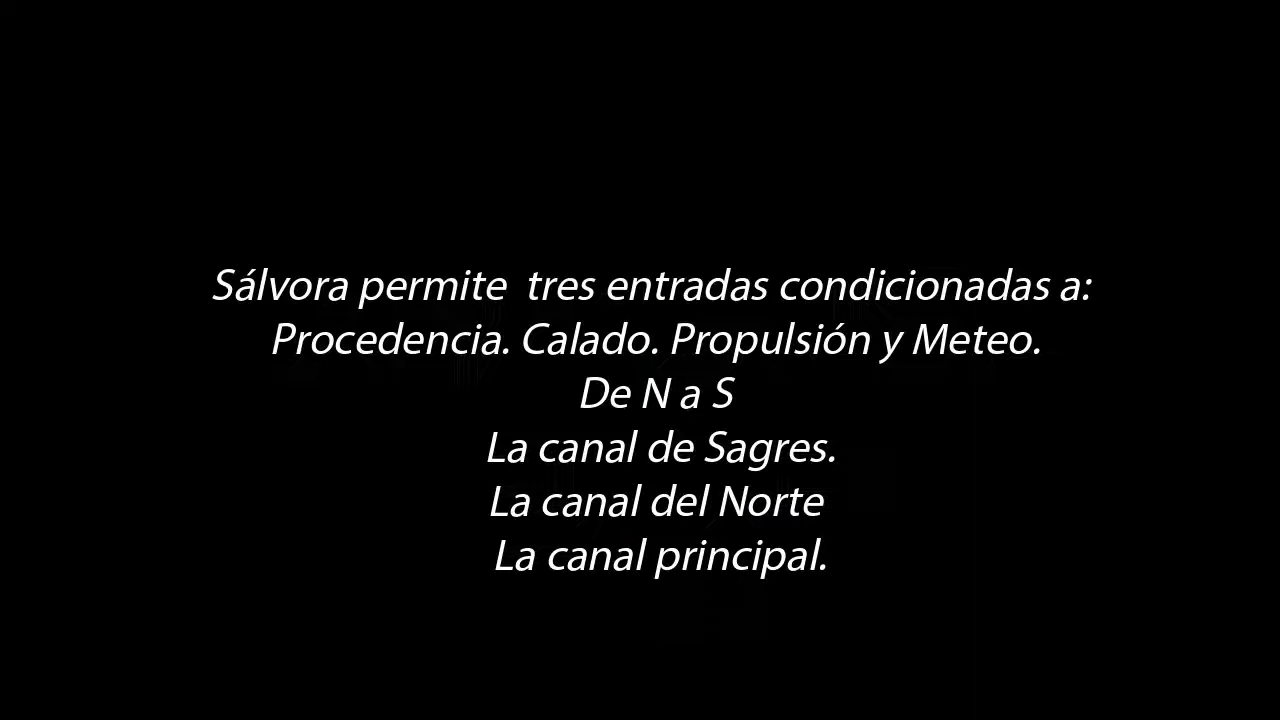 Sálvora permite  tres entradas condicionadas a:
Procedencia. Calado. Propulsión y Meteo.
De N a S
La canal de Sagres.
La canal del Norte
La canal principal.